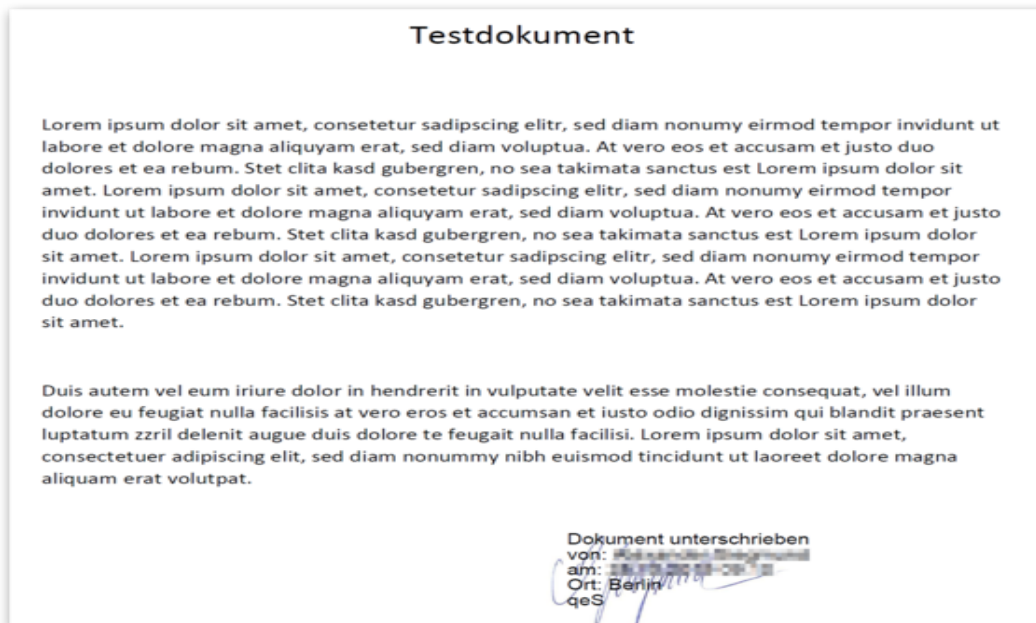 Testdokument
Lorem ipsum dolor sit amet, consetetur sadipscing elitr, sed diam nonumy eirmod tempor invidunt ut
labore et dolore magna aliquyam erat, sed diam voluptua. At vero eos et accusam et justo duo
dolores et ea rebum. Stet clita kasd gubergren, no sea takimata sanctus est Lorem ipsum dolor sit
amet. Lorem ipsum dolor sit amet, consetetur sadipscing elitr, sed diam nonumy eirmod tempor
invidunt ut labore et dolore magna aliquyam erat, sed diam voluptua. At vero eos et accusam et justo
duo dolores et ea rebum. Stet clita kasd gubergren, no sea takimata sanctus est Lorem ipsum dolor
sit amet. Lorem ipsum dolor sit amet, consetetur sadipscing elitr, sed diam nonumy eirmod tempor
invidunt ut labore et dolore magna aliquyam erat, sed diam voluptua. At vero eos et accusam et justo
duo dolores et ea rebum. Stet clita kasd gubergren, no sea takimata sanctus est Lorem ipsum dolor
sit amet.
Duis autem vel eum iriure dolor in hendrerit in vulputate velit esse molestie consequat, vel illum
dolore eu feugiat nulla facilisis at vero eros et accumsan et iusto odio dignissim qui blandit praesent
luptatum zzril delenit augue duis dolore te feugait nulla facilisi. Lorem ipsum dolor sit amet,
consectetuer adipiscing elit, sed diam nonummy nibh euismod tincidunt ut laoreet dolore magna
aliquam erat volutpat.
Dokument unterschrieben
von:
am:
Ort: Berlin
qeS